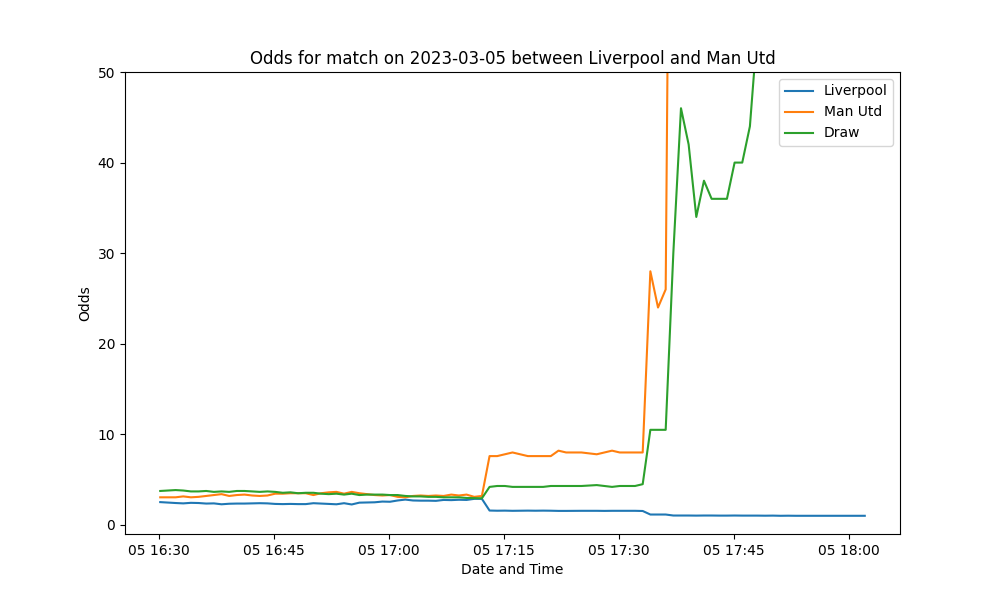 Odds for match on 2023-03-05 between Liverpool and Man Utd
Liverpool
Man Utd
Draw
Odds
50
40
30
20
10
0
05 16:30 05 16:45 05 17:00 05 17:15 05 17:30 05 17:45 05 18:00
Date and Time